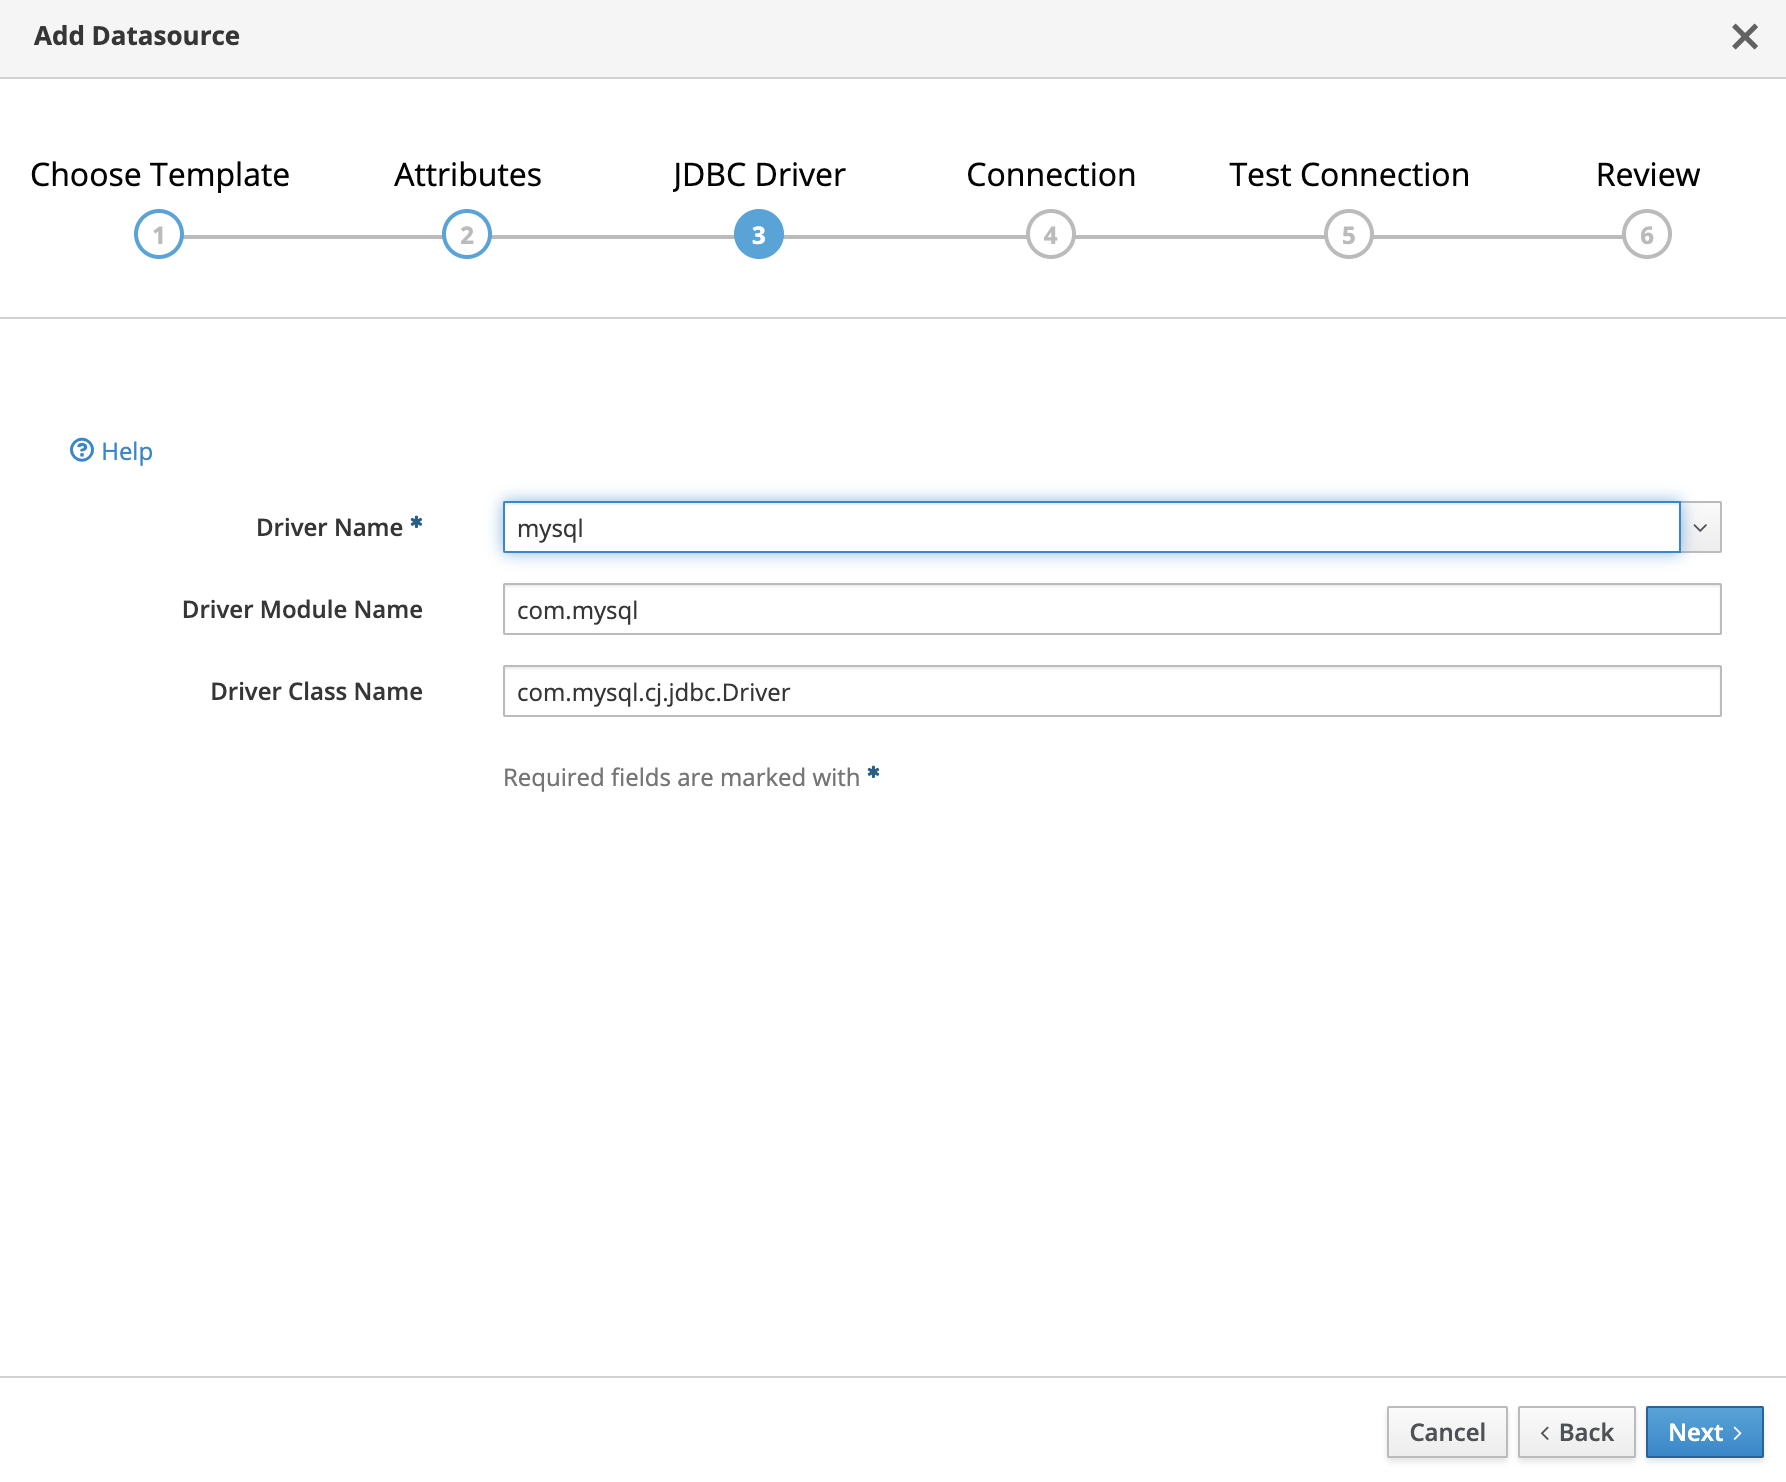 Add Datasource
Choose Template Attributes JDBC Driver Connection Test Connection Review
1 2 3 4 5 6
Help
Driver Name * mysql
Driver Module Name com.mysql
Driver Class Name com.mysql.cj.jdbc.Driver
Required fields are marked with *
Cancel < Back Next >